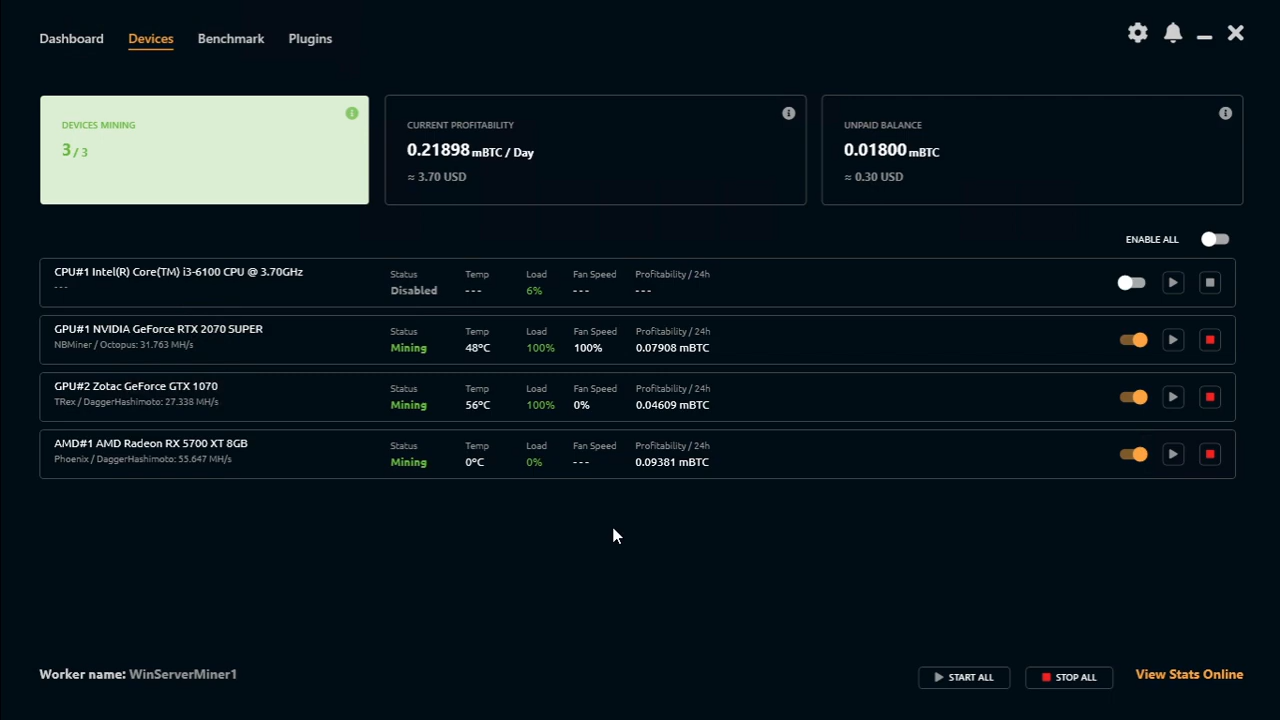 Dashboard Devices Benchmark Plugins
DEVICES MINING
3 / 3
CURRENT PROFITABILITY
0.21898 mBTC / Day
≈ 3.70 USD
UNPAID BALANCE
0.01800 mBTC
≈ 0.30 USD
ENABLE ALL
CPU#1 Intel(R) Core(TM) i3-6100 CPU @ 3.70GHz
---
Status Temp Load Fan Speed Profitability / 24h
Disabled --- 6% --- ---
GPU#1 NVIDIA GeForce RTX 2070 SUPER
NBMiner / Octopus: 31.763 MH/s
Status Temp Load Fan Speed Profitability / 24h
Mining 48°C 100% 100% 0.07908 mBTC
GPU#2 Zotac GeForce GTX 1070
TRex / DaggerHashimoto: 27.338 MH/s
Status Temp Load Fan Speed Profitability / 24h
Mining 56°C 100% 0% 0.04609 mBTC
AMD#1 AMD Radeon RX 5700 XT 8GB
Phoenix / DaggerHashimoto: 55.647 MH/s
Status Temp Load Fan Speed Profitability / 24h
Mining 0°C 0% --- 0.09381 mBTC
Worker name: WinServerMiner1
START ALL STOP ALL View Stats Online